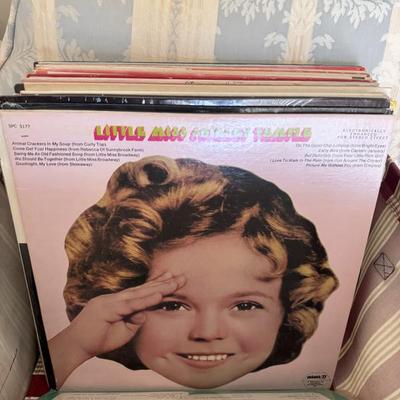 SPC 3177
LITTLE MISS SHIRLEY TEMPLE
ELECTRONICALLY
ENHANCED
FOR STEREO EFFECT
Animal Crackers In My Soup (from Curly Top)
Come Get Your Happiness (from Rebecca Of Sunnybrook Farm)
Swing Me An Old Fashioned Song (from Little Miss Broadway)
We Should Be Together (from Little Miss Broadway)
Goodnight, My Love (from Stowaway)
On The Good Ship Lollipop (from Bright Eyes)
Early Bird (from Captain January)
But Definitely (from Poor Little Rich Girl)
I Love To Walk In The Rain (from Just Around The Corner)
Picture Me Without You (from Dimples)